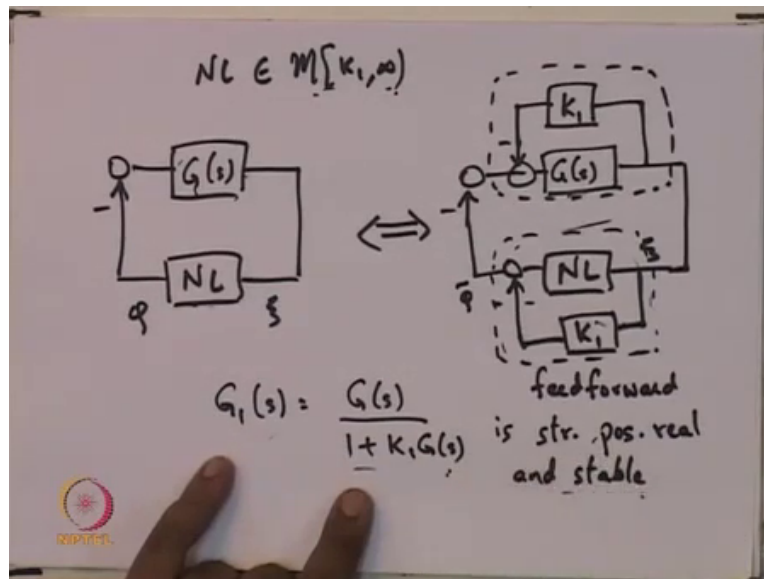 NL ∈ M[K₁,∞)
K₁
G(s)
G(s)
−
−
−
⇔
NL
NL
φ
ξ
φ̄
ξ
−
K₁
feedforward
G₁(s) = G(s) / 1 + K₁G(s)
is str. pos. real
and stable
NPTEL